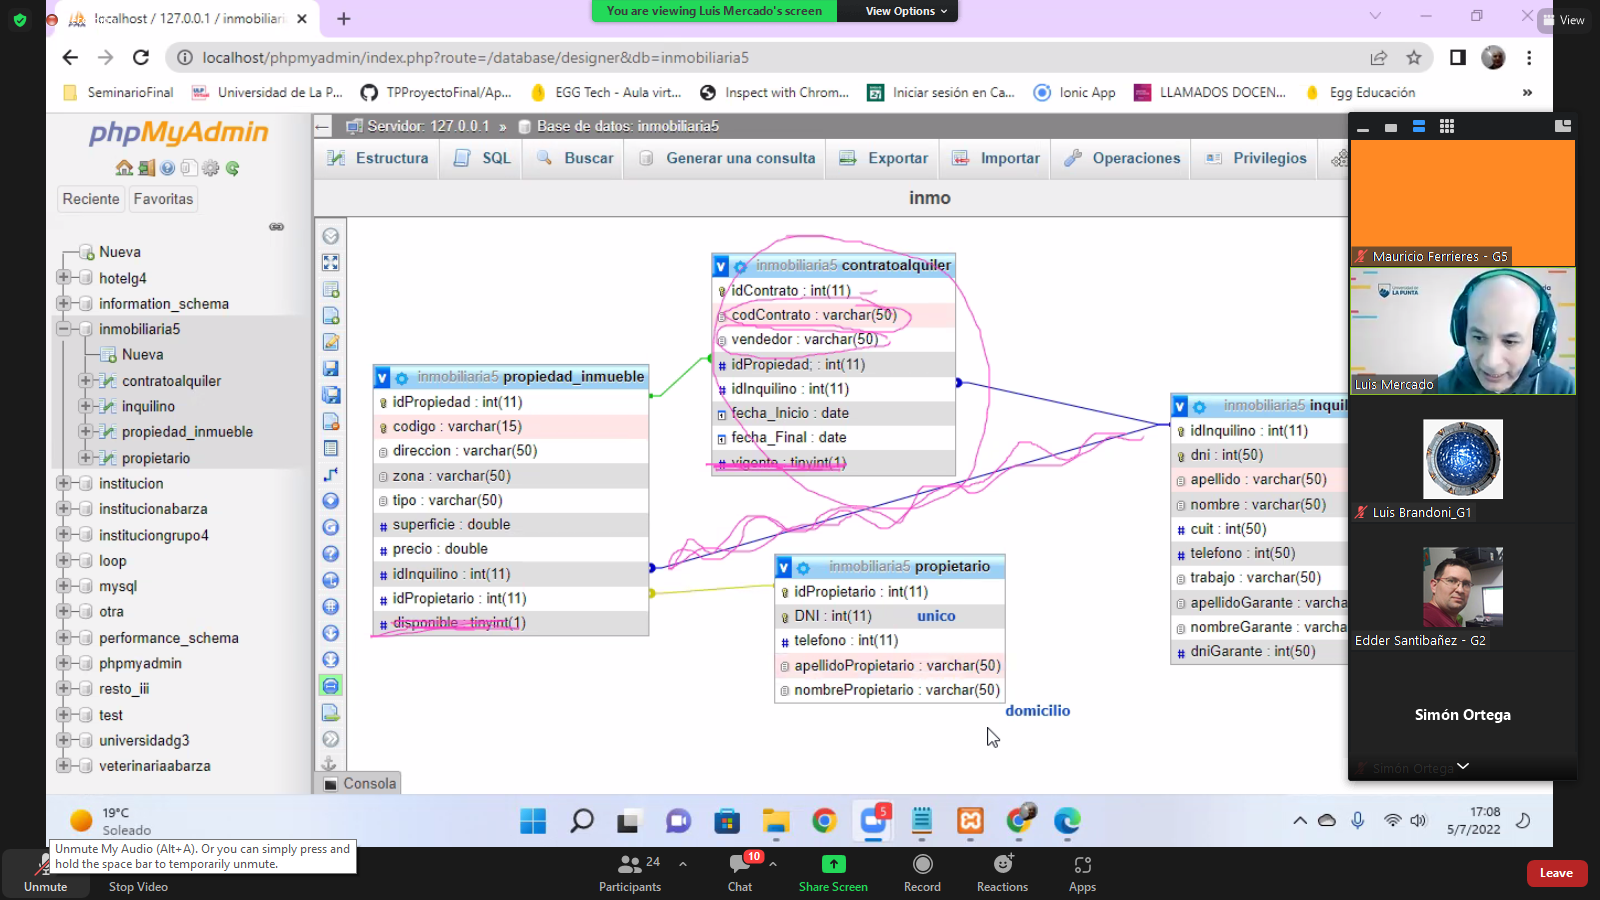 localhost / 127.0.0.1 / inmobiliari
You are viewing Luis Mercado's screen
View Options
View
localhost/phpmyadmin/index.php?route=/database/designer&db=inmobiliaria5
SeminarioFinal
Universidad de La P...
TPProyectoFinal/Ap...
EGG Tech - Aula virt...
Inspect with Chrom...
Iniciar sesión en Ca...
Ionic App
LLAMADOS DOCEN...
Egg Educación
»
phpMyAdmin
Reciente
Favoritas
Nueva
hotelg4
information_schema
inmobiliaria5
Nueva
contratoalquiler
inquilino
propiedad_inmueble
propietario
institucion
institucionabarza
instituciongrupo4
loop
mysql
otra
performance_schema
phpmyadmin
resto_iii
test
universidadg3
veterinariaabarza
Servidor: 127.0.0.1 » Base de datos: inmobiliaria5
Estructura
SQL
Buscar
Generar una consulta
Exportar
Importar
Operaciones
Privilegios
inmo
inmobiliaria5 contratoalquiler
idContrato : int(11)
codContrato : varchar(50)
vendedor : varchar(50)
idPropiedad; : int(11)
idInquilino : int(11)
fecha_Inicio : date
fecha_Final : date
vigente : tinyint(1)
inmobiliaria5 propiedad_inmueble
idPropiedad : int(11)
codigo : varchar(15)
direccion : varchar(50)
zona : varchar(50)
tipo : varchar(50)
superficie : double
precio : double
idInquilino : int(11)
idPropietario : int(11)
disponible : tinyint(1)
inmobiliaria5 propietario
idPropietario : int(11)
DNI : int(11) unico
telefono : int(11)
apellidoPropietario : varchar(50)
nombrePropietario : varchar(50)
domicilio
inmobiliaria5 inquil
idInquilino : int(11)
dni : int(50)
apellido : varchar(50)
nombre : varchar(50)
cuit : int(50)
telefono : int(50)
trabajo : varchar(50)
apellidoGarante : varcha
nombreGarante : varcha
dniGarante : int(50)
Consola
Mauricio Ferrieres - G5
Universidad de
LA PUNTA
Luis Mercado
Luis Brandoni_G1
Edder Santibañez - G2
Simón Ortega
Simón Ortega
19°C
Soleado
5
17:08
5/7/2022
Unmute My Audio (Alt+A). Or you can simply press and
hold the space bar to temporarily unmute.
Unmute
Stop Video
24
Participants
10
Chat
Share Screen
Record
Reactions
Apps
Leave